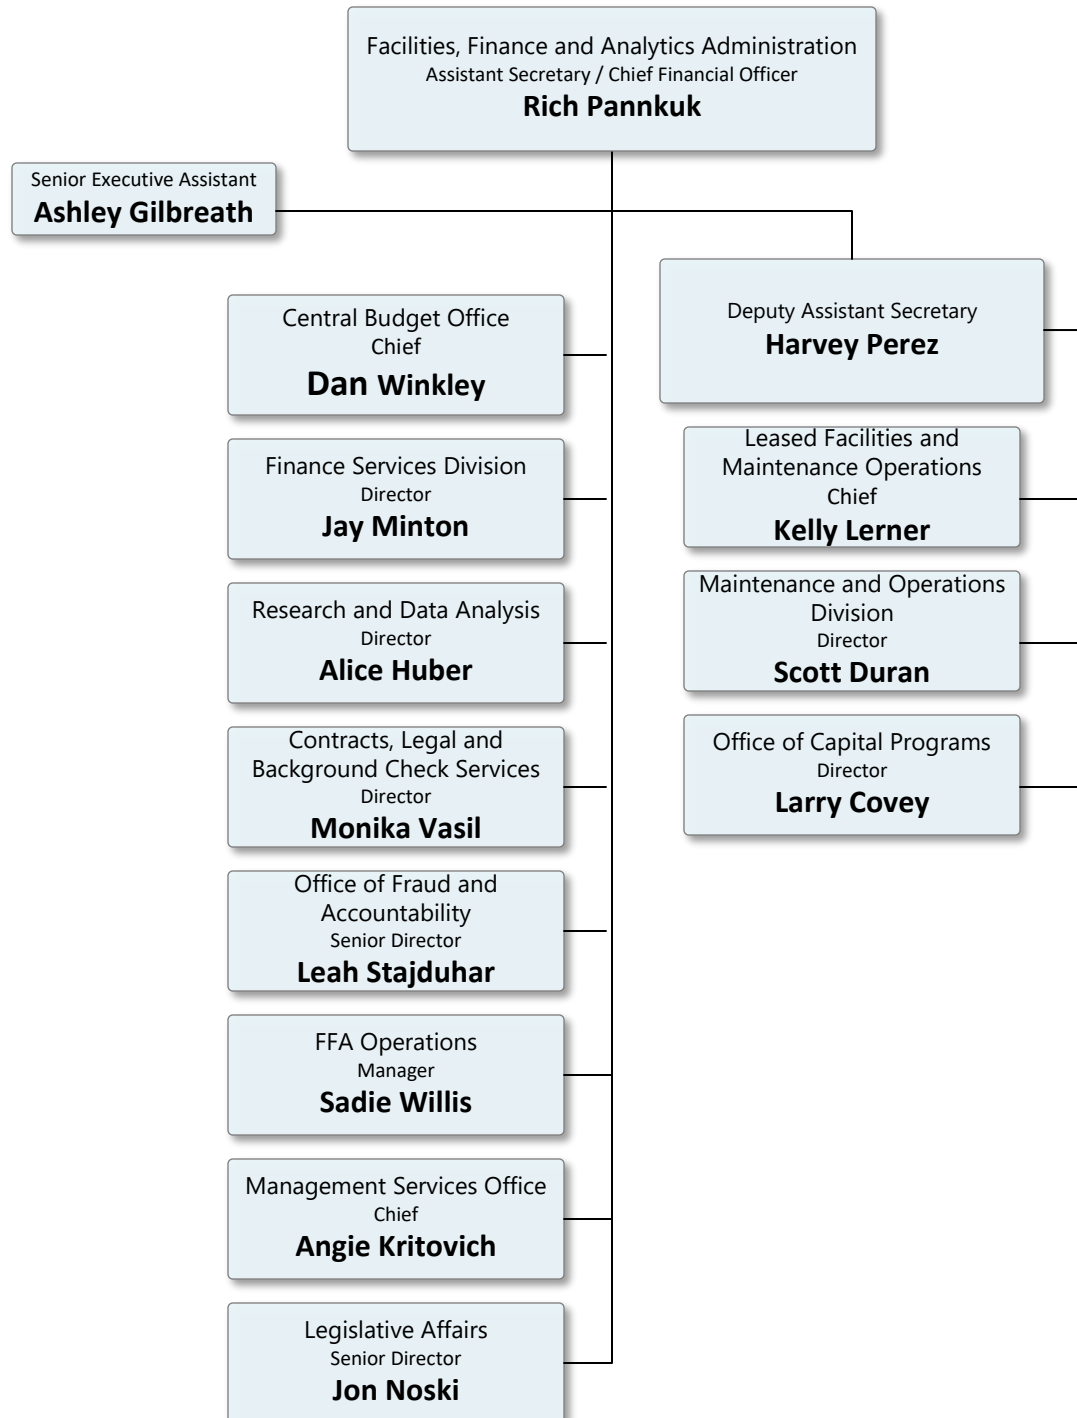 Facilities, Finance and Analytics Administration
Assistant Secretary / Chief Financial Officer
Rich Pannkuk
Senior Executive Assistant
Ashley Gilbreath
Central Budget Office
Chief
Dan Winkley
Finance Services Division
Director
Jay Minton
Research and Data Analysis
Director
Alice Huber
Contracts, Legal and
Background Check Services
Director
Monika Vasil
Office of Fraud and
Accountability
Senior Director
Leah Stajduhar
FFA Operations
Manager
Sadie Willis
Management Services Office
Chief
Angie Kritovich
Legislative Affairs
Senior Director
Jon Noski
Deputy Assistant Secretary
Harvey Perez
Leased Facilities and
Maintenance Operations
Chief
Kelly Lerner
Maintenance and Operations
Division
Director
Scott Duran
Office of Capital Programs
Director
Larry Covey